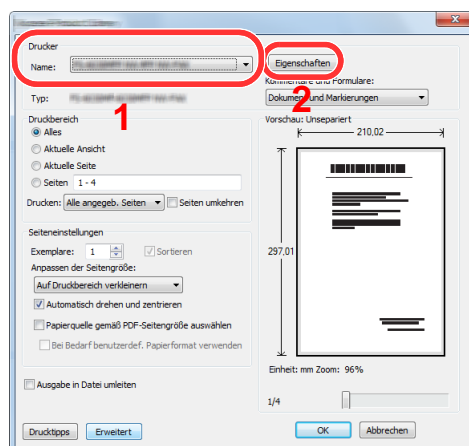 Drucker
Name:
Eigenschaften
Kommentare und Formulare:
Typ:
Dokument und Markierungen
1
2
Druckbereich
Alles
Aktuelle Ansicht
Aktuelle Seite
Seiten 1 - 4
Drucken: Alle angegeb. Seiten Seiten umkehren
Vorschau: Unsepariert
210,02
297,01
Seiteneinstellungen
Exemplare: 1 Sortieren
Anpassen der Seitengröße:
Auf Druckbereich verkleinern
Automatisch drehen und zentrieren
Papierquelle gemäß PDF-Seitengröße auswählen
Bei Bedarf benutzerdef. Papierformat verwenden
Einheit: mm Zoom: 96%
Ausgabe in Datei umleiten
1/4
Drucktipps Erweitert OK Abbrechen